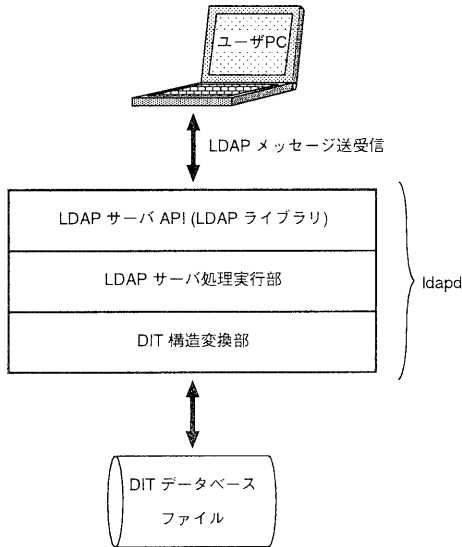 ユーザPC
LDAP メッセージ送受信
LDAP サーバ API (LDAP ライブラリ)
LDAP サーバ処理実行部
ldapd
DIT 構造変換部
DIT データベース
ファイル